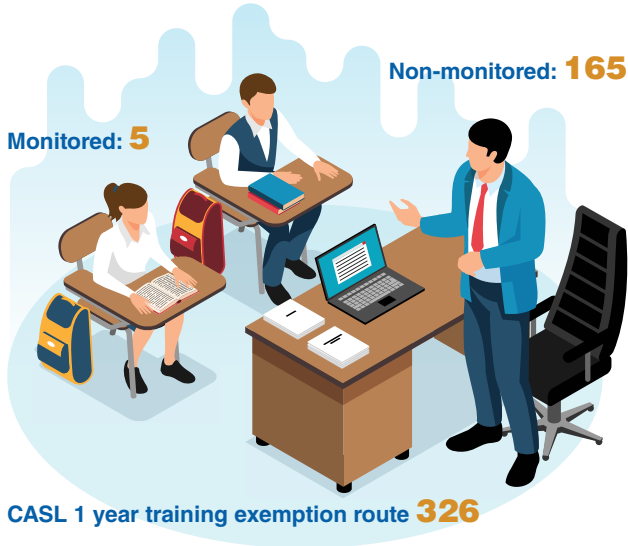 Non-monitored: 165
Monitored: 5
CASL 1 year training exemption route 326